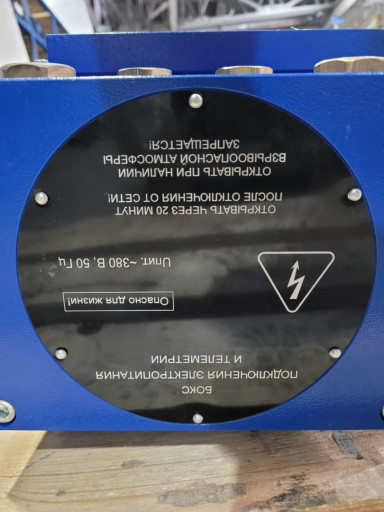 БОКС
ПОДКЛЮЧЕНИЯ ЭЛЕКТРОПИТАНИЯ
И ТЕЛЕМЕТРИИ
Опасно для жизни!
Uпит. ~380 В, 50 Гц
ОТКРЫВАТЬ ЧЕРЕЗ 20 МИНУТ
ПОСЛЕ ОТКЛЮЧЕНИЯ ОТ СЕТИ!
ОТКРЫВАТЬ ПРИ НАЛИЧИИ
ВЗРЫВООПАСНОЙ АТМОСФЕРЫ
ЗАПРЕЩАЕТСЯ!